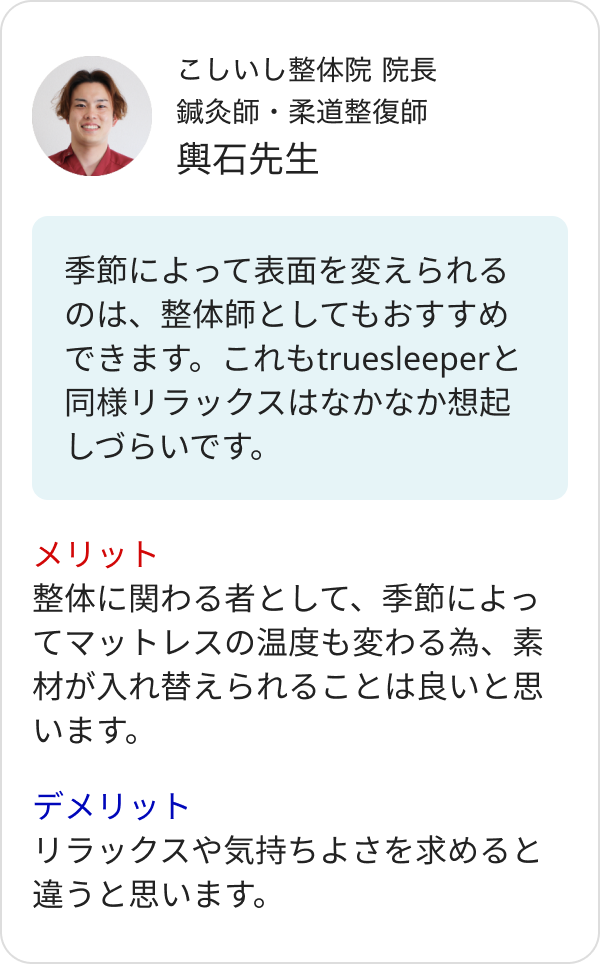 こしいし整体院 院長
鍼灸師・柔道整復師
輿石先生
季節によって表面を変えられる
のは、整体師としてもおすすめ
できます。これもtruesleeperと
同様リラックスはなかなか想起
しづらいです。
メリット
整体に関わる者として、季節によっ
てマットレスの温度も変わる為、素
材が入れ替えられることは良いと思
います。
デメリット
リラックスや気持ちよさを求めると
違うと思います。